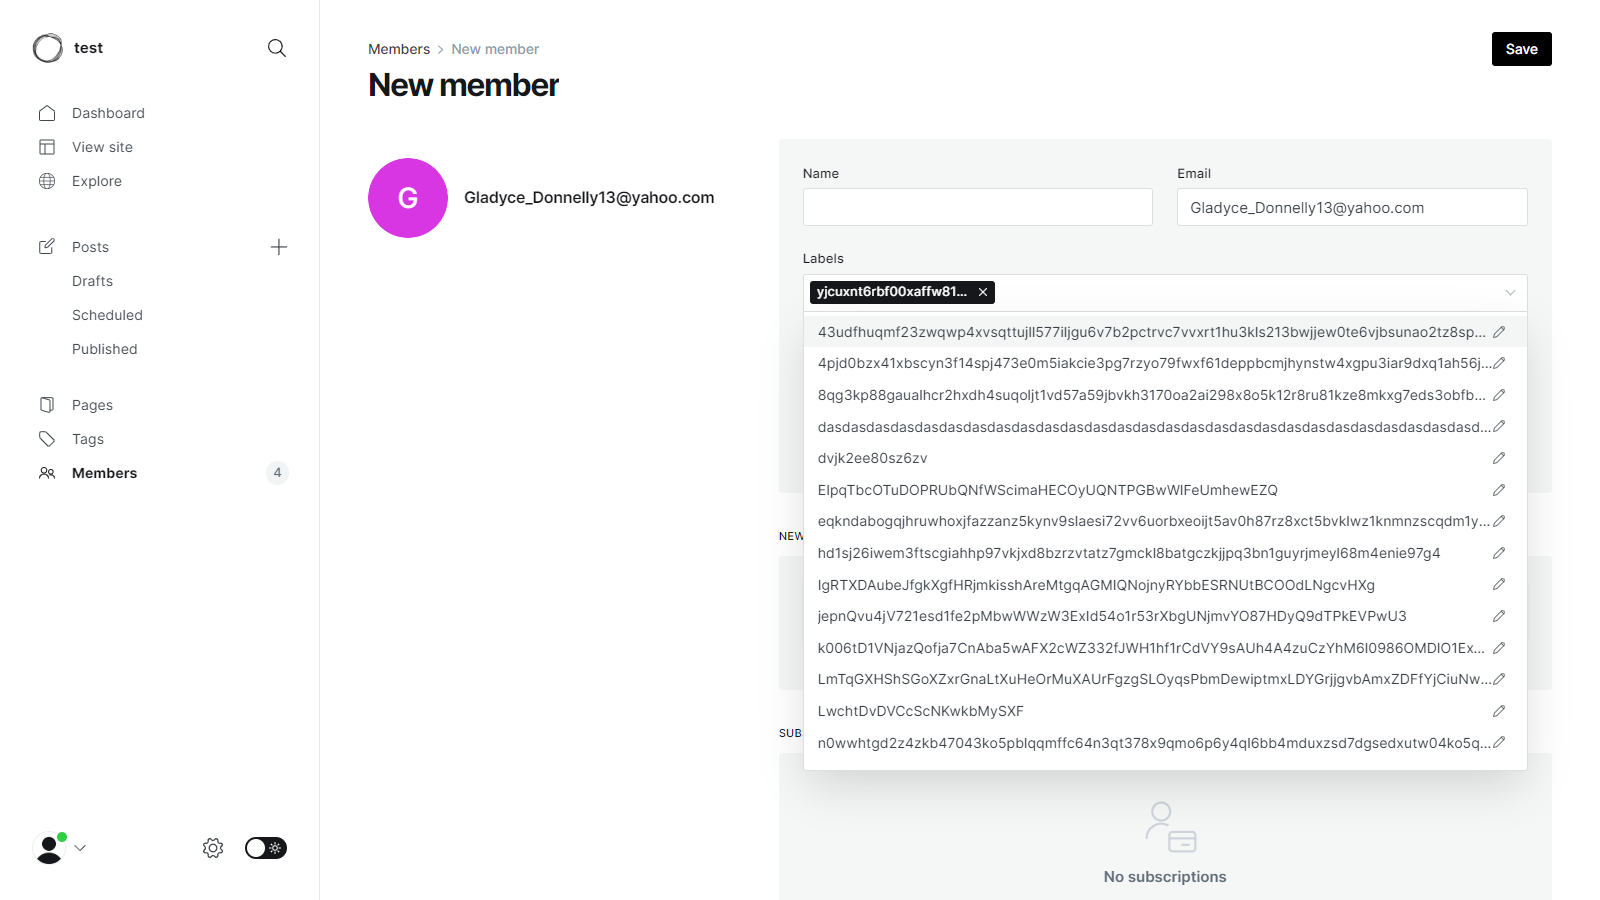 test
Dashboard
View site
Explore
Posts
Drafts
Scheduled
Published
Pages
Tags
Members
4
Members
New member
Save
New member
G
Gladyce_Donnelly13@yahoo.com
Name
Email
Gladyce_Donnelly13@yahoo.com
Labels
yjcuxnt6rbf00xaffw81...
43udfhuqmf23zwqwp4xvsqttujll577iljgu6v7b2pctrvc7vvxrt1hu3kls213bwjjew0te6vjbsunao2tz8sp...
4pjd0bzx41xbscyn3f14spj473e0m5iakcie3pg7rzyo79fwxf61deppbcmjhynstw4xgpu3iar9dxq1ah56j...
8qg3kp88gaualhcr2hxdh4suqoljt1vd57a59jbvkh3170oa2ai298x8o5k12r8ru81kze8mkxg7eds3obfb...
dasdasdasdasdasdasdasdasdasdasdasdasdasdasdasdasdasdasdasdasdasdasdasdasdasdasdasd...
dvjk2ee80sz6zv
ElpqTbcOTuDOPRUbQNfWScimaHECOyUQNTPGBwWlFeUmhewEZQ
eqkndabogqjhruwhoxjfazzanz5kynv9slaesi72vv6uorbxeoijt5av0h87rz8xct5bvklwz1knmnzscqdm1y...
hd1sj26iwem3ftscgiahhp97vkjxd8bzrzvtatz7gmckl8batgczkjjpq3bn1guyrjmeyl68m4enie97g4
IgRTXDAubeJfgkXgfHRjmkisshAreMtgqAGMIQNojnyRYbbESRNUtBCOOdLNgcvHXg
jepnQvu4jV721esd1fe2pMbwWWzW3ExId54o1r53rXbgUNjmvYO87HDyQ9dTPkEVPwU3
k006tD1VNjazQofja7CnAba5wAFX2cWZ332fJWH1hf1rCdVY9sAUh4A4zuCzYhM6I0986OMDIO1Ex...
LmTqGXHShSGoXZxrGnaLtXuHeOrMuXAUrFgzgSLOyqsPbmDewiptmxLDYGrjjgvbAmxZDFfYjCiuNw...
LwchtDvDVCcScNKwkbMySXF
n0wwhtgd2z4zkb47043ko5pblqqmffc64n3qt378x9qmo6p6y4ql6bb4mduxzsd7dgsedxutw04ko5q...
NEW
SUB
No subscriptions